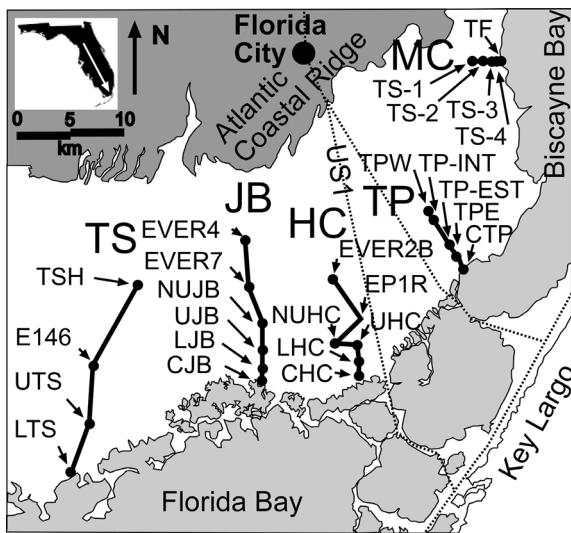 Florida
City
N
0 5 10
km
Atlantic
Coastal Ridge
US1
Biscayne Bay
MC
TF
TS-1
TS-2
TS-3
TS-4
TP
TPW
TP-INT
TP-EST
TPE
CTP
HC
EVER2B
EP1R
NUHC
UHC
LHC
CHC
JB
EVER4
EVER7
NUJB
UJB
LJB
CJB
TS
TSH
E146
UTS
LTS
Florida Bay
Key Largo